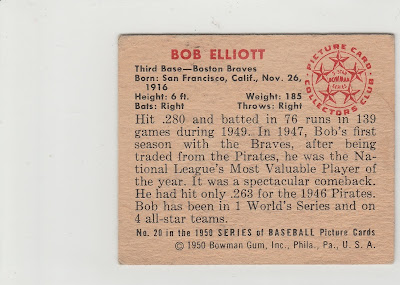 BOB ELLIOTT
Third Base—Boston Braves
Born: San Francisco, Calif., Nov. 26,
1916
Height: 6 ft. Weight: 185
Bats: Right Throws: Right
PICTURE CARD
5 STAR
BOWMAN
SERIES
COLLECTORS CLUB
Hit .280 and batted in 76 runs in 139
games during 1949. In 1947, Bob's first
season with the Braves, after being
traded from the Pirates, he was the Na-
tional League's Most Valuable Player of
the year. It was a spectacular comeback.
He had hit only .263 for the 1946 Pirates.
Bob has been in 1 World's Series and on
4 all-star teams.
No. 20 in the 1950 SERIES of BASEBALL Picture Cards
©1950 Bowman Gum, Inc., Phila., Pa., U. S. A.